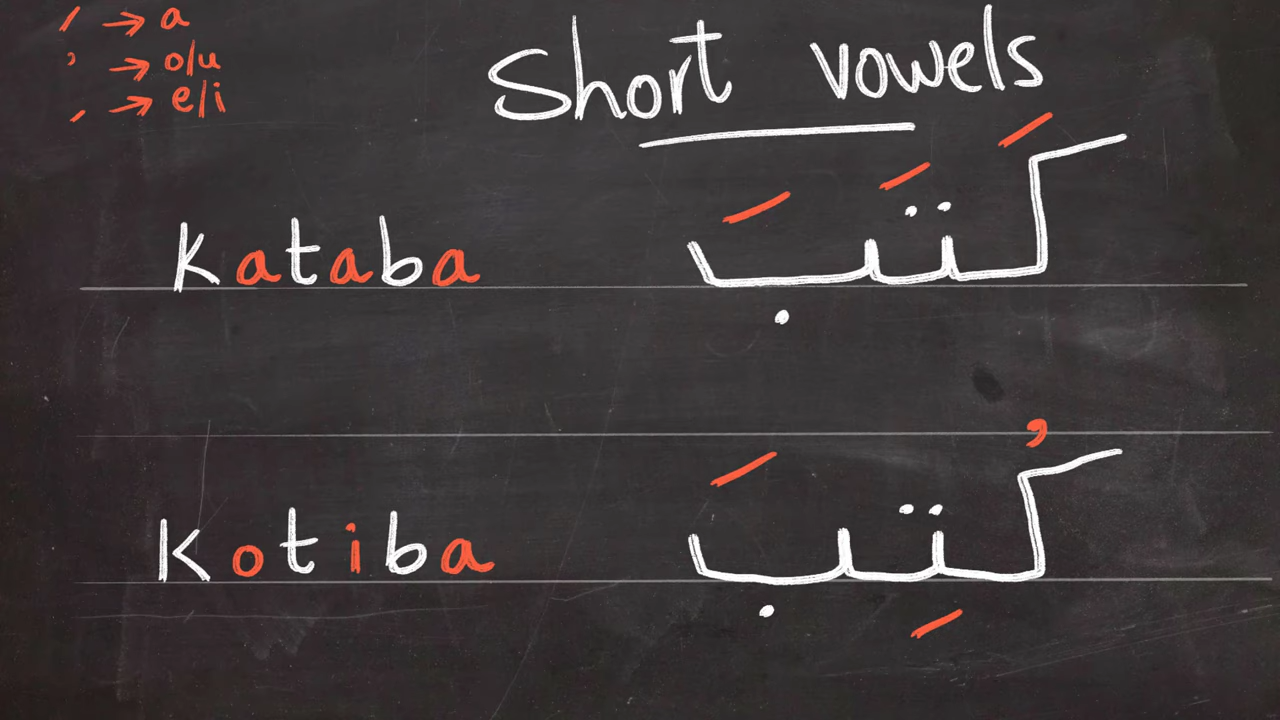 َ → a
ُ → o/u
ِ → e/i
Short vowels
kataba كَتَبَ
kotiba كُتِبَ